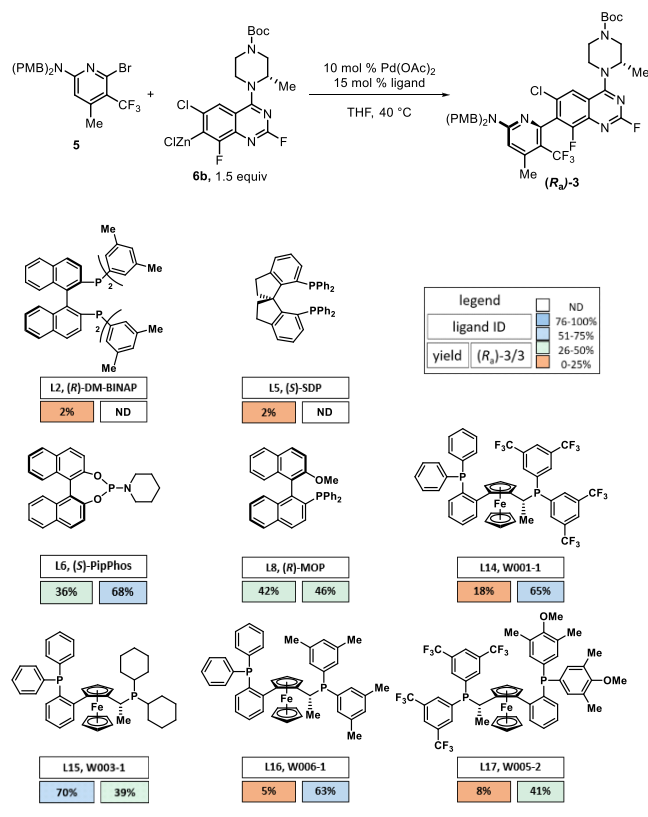 Boc
N
N
Me
(PMB)₂N
N
Br
CF₃
Me
5
+
Cl
N
ClZn
N
F
F
6b, 1.5 equiv
10 mol % Pd(OAc)₂
15 mol % ligand
THF, 40 °C
Boc
N
N
Me
Cl
N
(PMB)₂N
N
N
F
F
CF₃
Me
(Rₐ)-3
Me
Me
P
2
P
2
Me
Me
L2, (R)-DM-BINAP
2% ND
PPh₂
PPh₂
L5, (S)-SDP
2% ND
legend
ligand ID
yield (Rₐ)-3/3
ND
76-100%
51-75%
26-50%
0-25%
O
P N
O
L6, (S)-PipPhos
36% 68%
OMe
PPh₂
L8, (R)-MOP
42% 46%
F₃C
CF₃
P
P
CF₃
Fe
Me
CF₃
L14, W001-1
18% 65%
P
P
Fe
Me
L15, W003-1
70% 39%
Me
Me
P
P
Me
Fe
Me
Me
L16, W006-1
5% 63%
OMe
Me
Me
F₃C
CF₃
Me
P
OMe
F₃C
P
Me
Fe
Me
CF₃
L17, W005-2
8% 41%